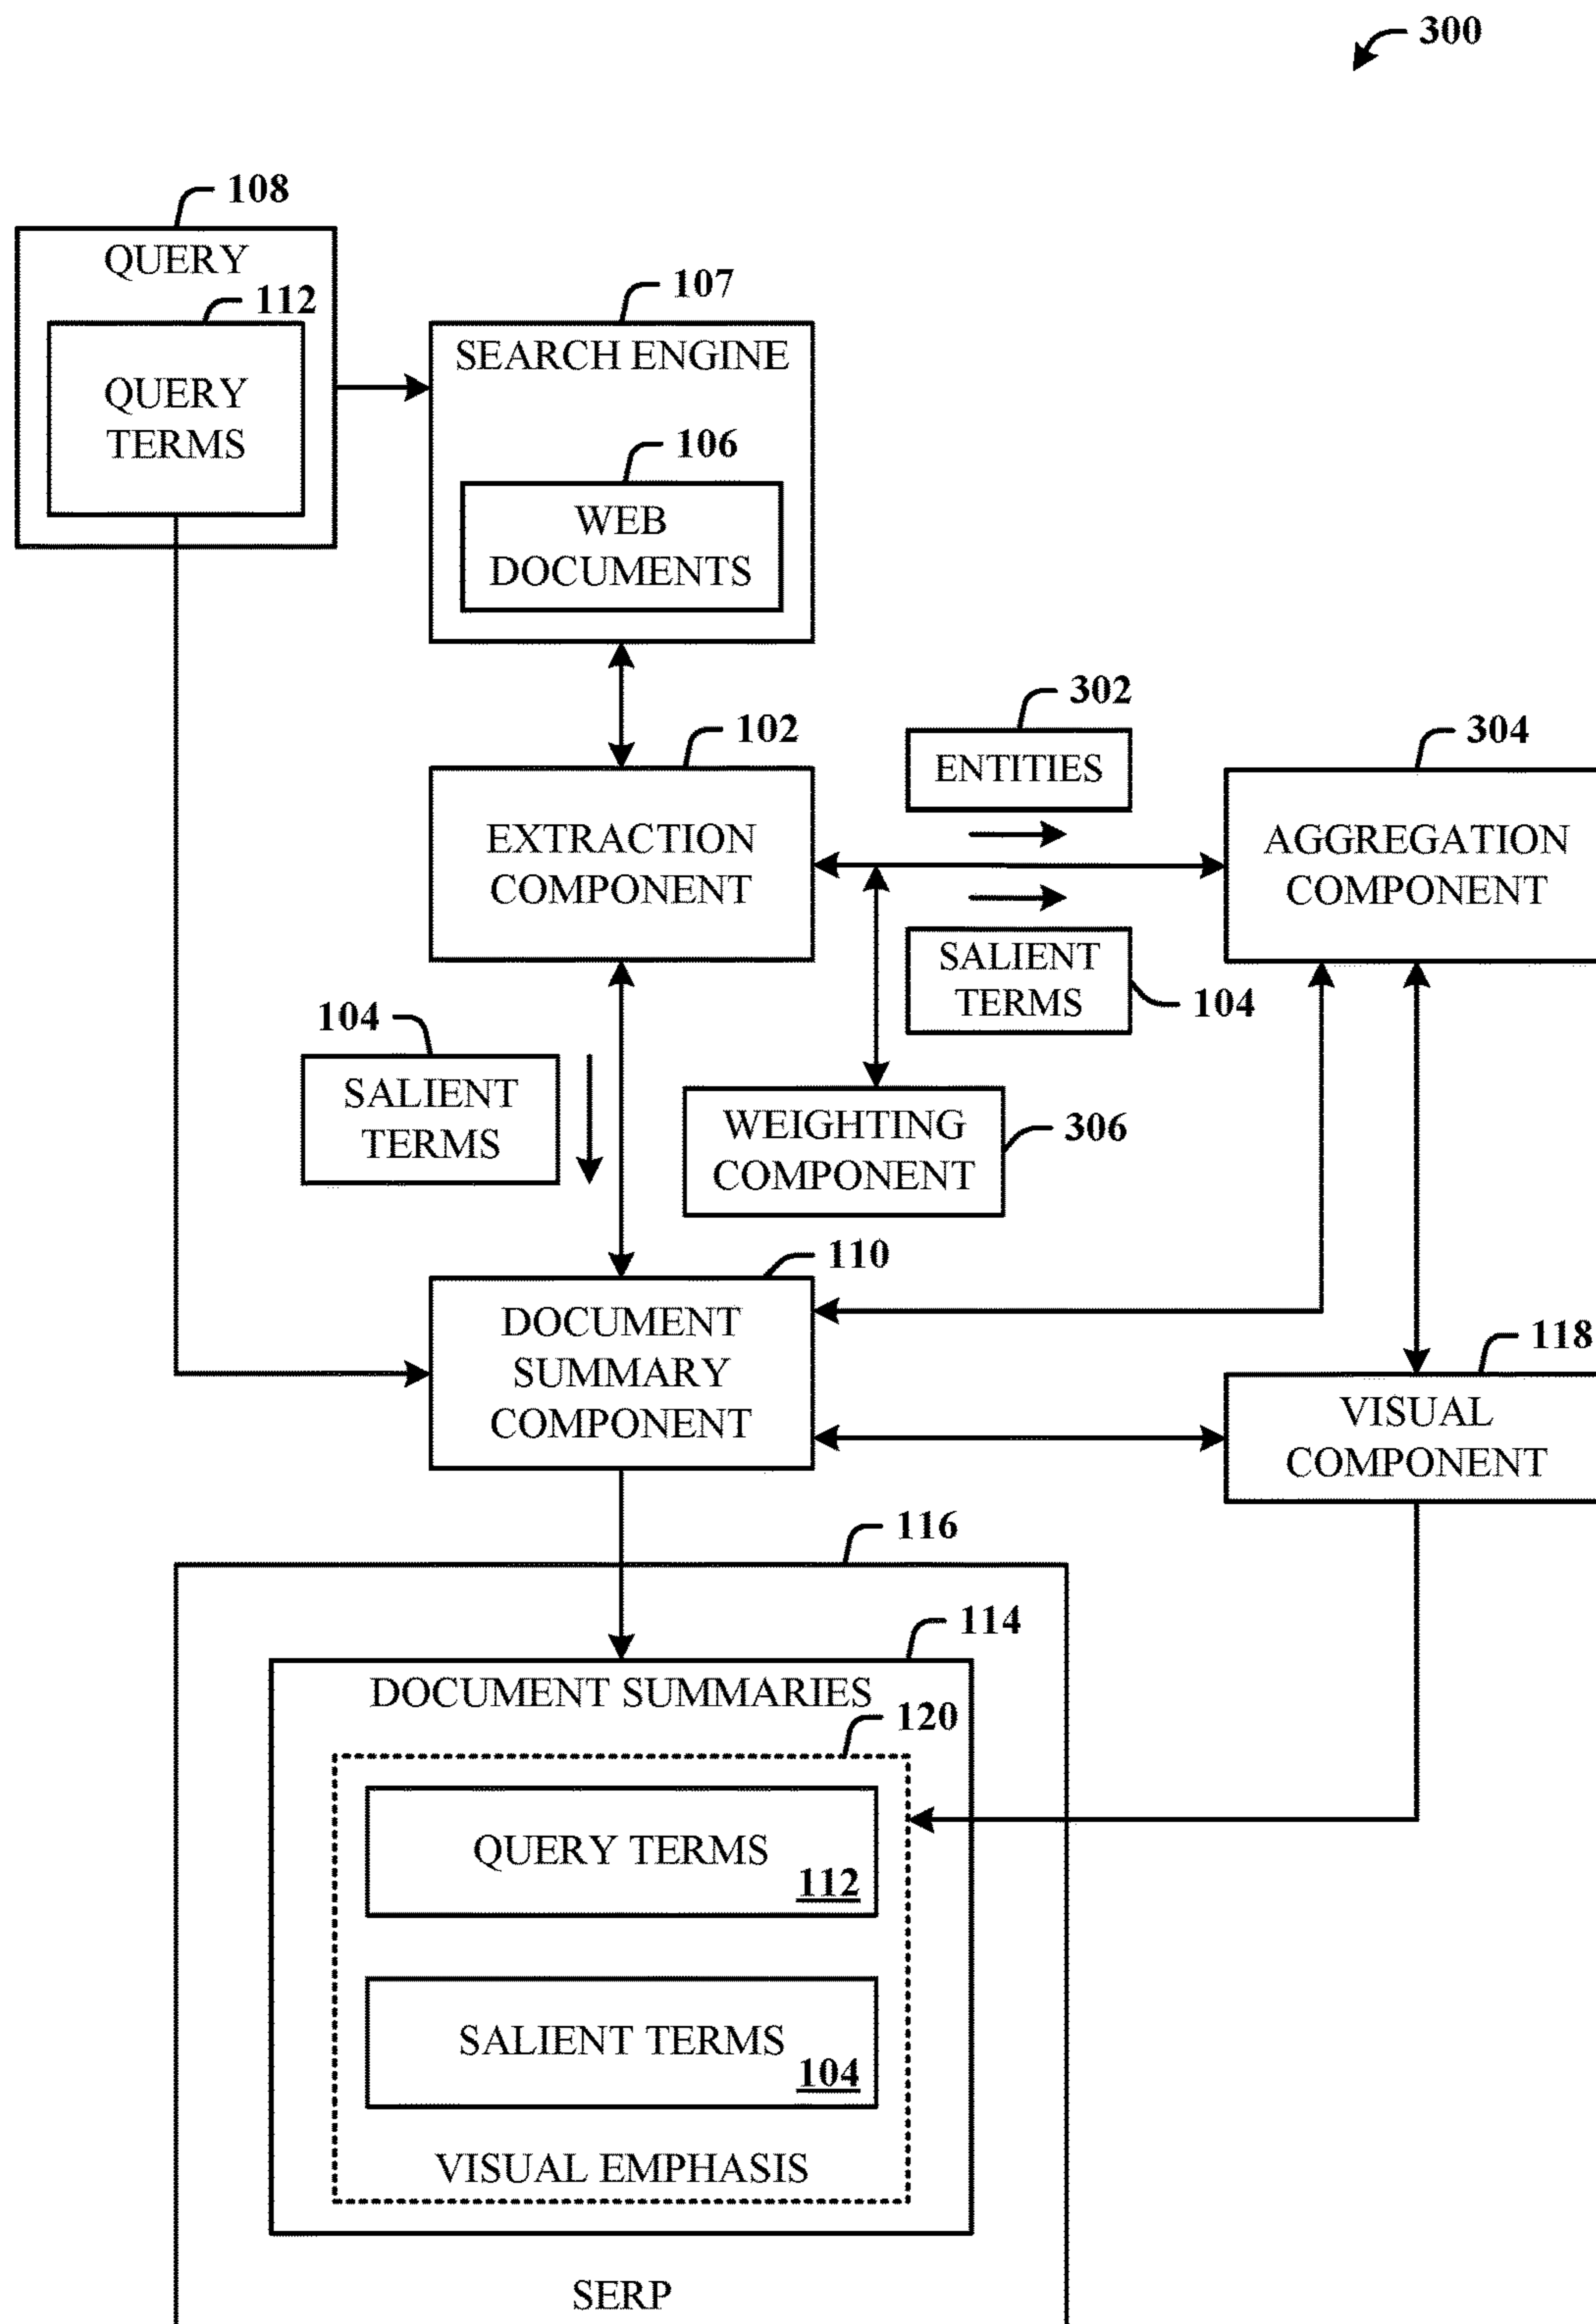 300
108
QUERY
112
QUERY
TERMS
107
SEARCH ENGINE
106
WEB
DOCUMENTS
302
ENTITIES
102
EXTRACTION
COMPONENT
304
AGGREGATION
COMPONENT
SALIENT
TERMS
104
104
SALIENT
TERMS
WEIGHTING
COMPONENT
306
110
DOCUMENT
SUMMARY
COMPONENT
118
VISUAL
COMPONENT
116
114
DOCUMENT SUMMARIES
120
QUERY TERMS
112
SALIENT TERMS
104
VISUAL EMPHASIS
SERP